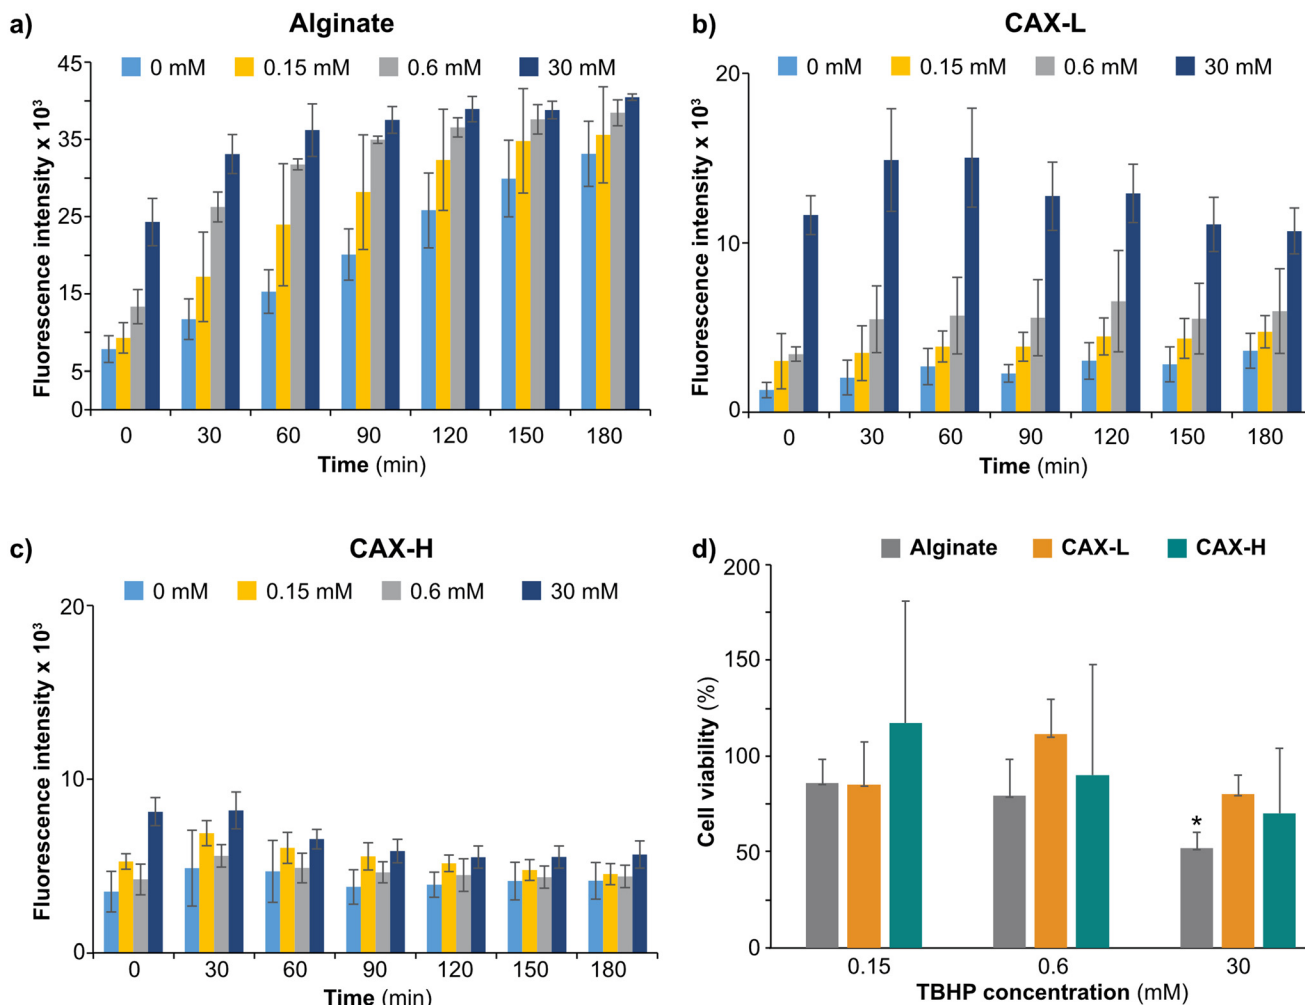 a) Alginate
0 mM 0.15 mM 0.6 mM 30 mM
Fluorescence intensity x 10³
45
35
25
15
5
0
0 30 60 90 120 150 180
Time (min)
b) CAX-L
0 mM 0.15 mM 0.6 mM 30 mM
Fluorescence intensity x 10³
20
10
0
0 30 60 90 120 150 180
Time (min)
c) CAX-H
0 mM 0.15 mM 0.6 mM 30 mM
Fluorescence intensity x 10³
20
10
0
0 30 60 90 120 150 180
Time (min)
d) Alginate CAX-L CAX-H
Cell viability (%)
200
150
100
50
0
*
0.15 0.6 30
TBHP concentration (mM)